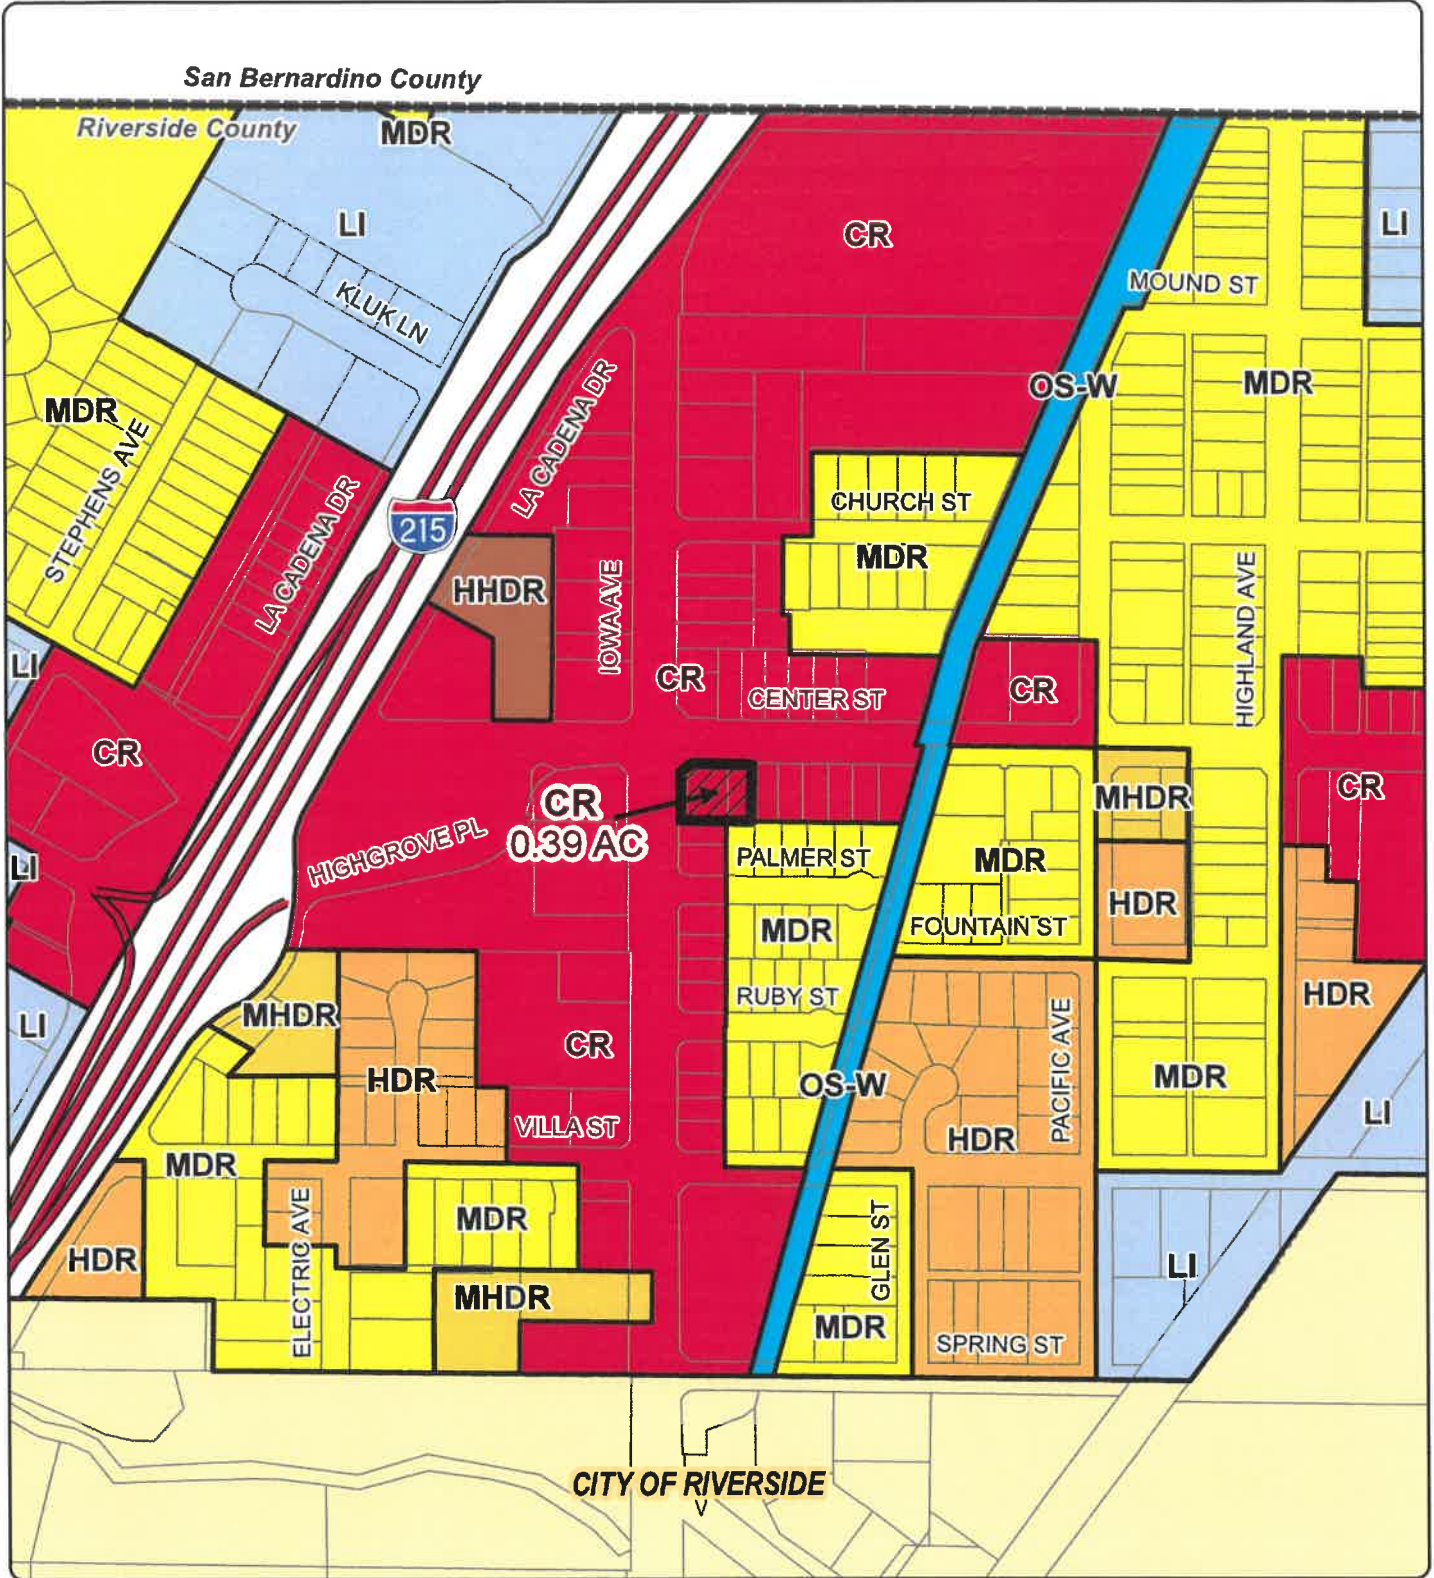 San Bernardino County
Riverside County
MDR
LI
CR
LI
KLUK LN
MOUND ST
MDR
STEPHENS AVE
LA CADENA DR
LA CADENA DR
OS-W
MDR
215
CHURCH ST
MDR
HHDR
IOWA AVE
HIGHLAND AVE
LI
CR
CENTER ST
CR
CR
CR
0.39 AC
MHDR
CR
HIGHGROVE PL
PALMER ST
MDR
LI
MDR
HDR
FOUNTAIN ST
RUBY ST
HDR
LI
MHDR
CR
PACIFIC AVE
HDR
OS-W
MDR
VILLA ST
HDR
LI
MDR
ELECTRIC AVE
MDR
GLEN ST
HDR
LI
MHDR
MDR
SPRING ST
CITY OF RIVERSIDE